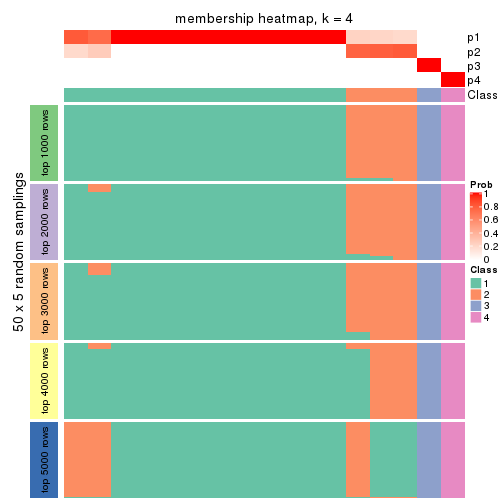 membership heatmap, k = 4
p1
p2
p3
p4
Class
50 x 5 random samplings
top 1000 rows
top 2000 rows
top 3000 rows
top 4000 rows
top 5000 rows
Prob
1
0.8
0.6
0.4
0.2
0
Class
1
2
3
4